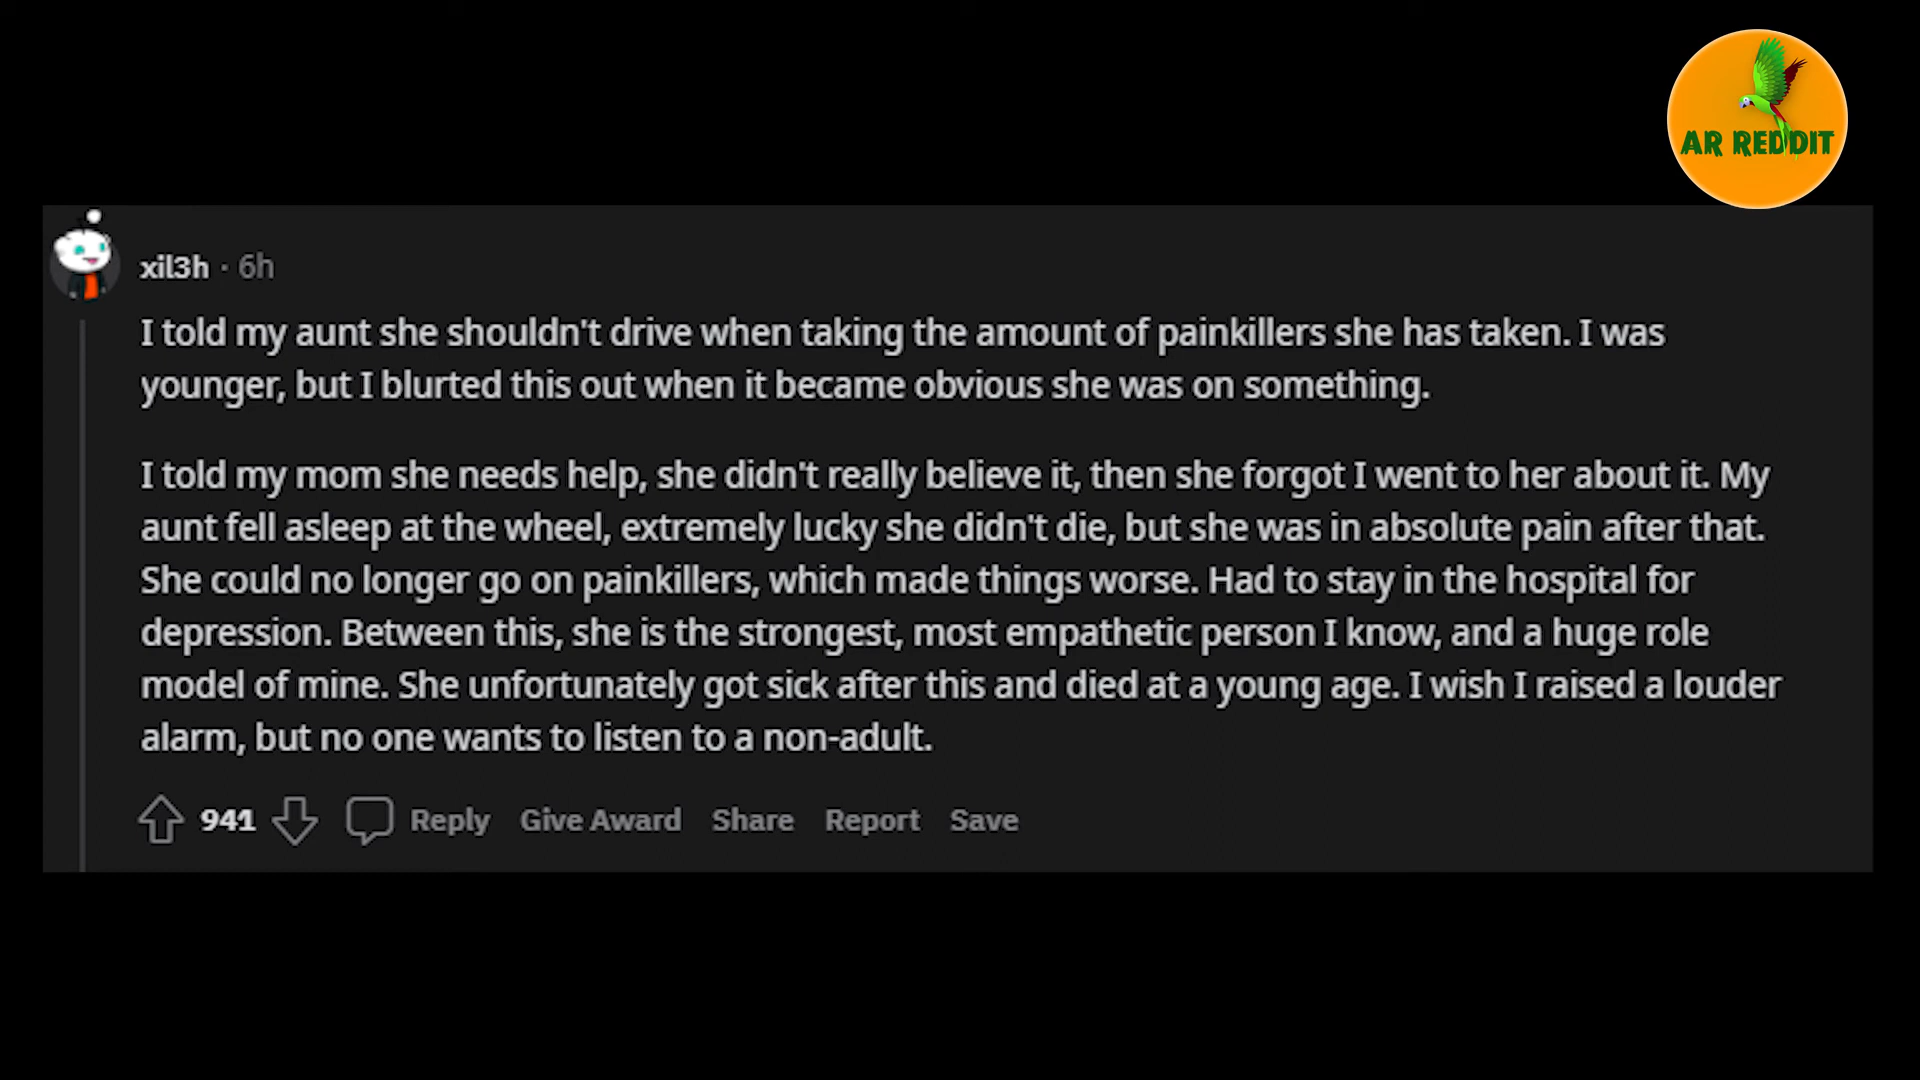 AR REDDIT
xil3h · 6h
I told my aunt she shouldn't drive when taking the amount of painkillers she has taken. I was
younger, but I blurted this out when it became obvious she was on something.
I told my mom she needs help, she didn't really believe it, then she forgot I went to her about it. My
aunt fell asleep at the wheel, extremely lucky she didn't die, but she was in absolute pain after that.
She could no longer go on painkillers, which made things worse. Had to stay in the hospital for
depression. Between this, she is the strongest, most empathetic person I know, and a huge role
model of mine. She unfortunately got sick after this and died at a young age. I wish I raised a louder
alarm, but no one wants to listen to a non-adult.
941 Reply Give Award Share Report Save